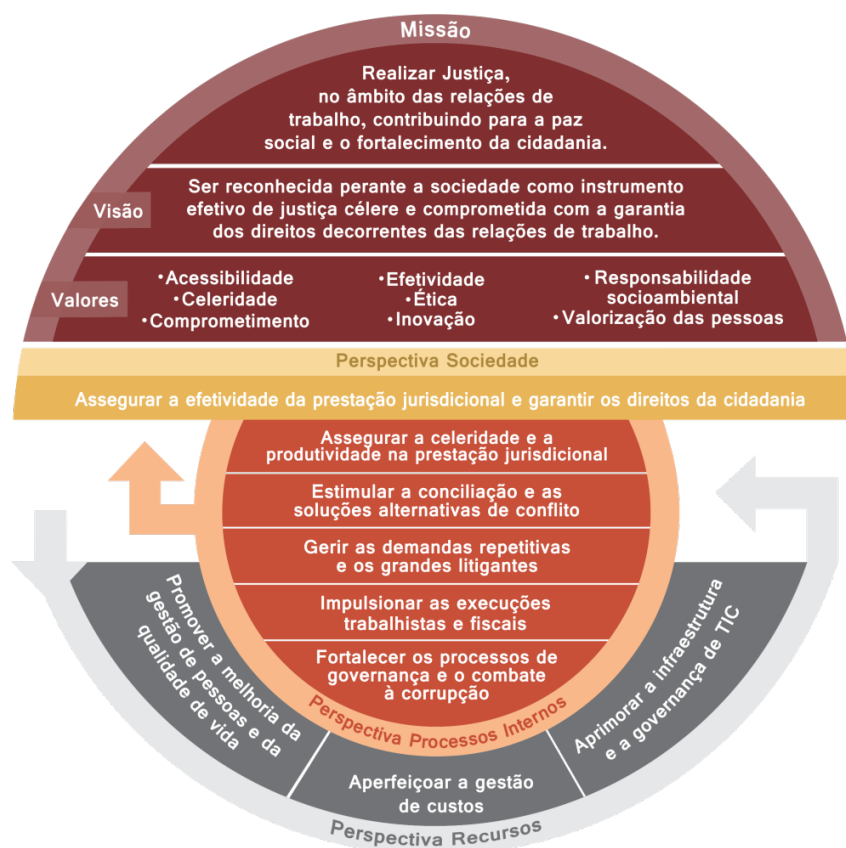 Missão
Realizar Justiça,
no âmbito das relações de
trabalho, contribuindo para a paz
social e o fortalecimento da cidadania.
Visão
Ser reconhecida perante a sociedade como instrumento
efetivo de justiça célere e comprometida com a garantia
dos direitos decorrentes das relações de trabalho.
Valores
•Acessibilidade
•Celeridade
•Comprometimento
•Efetividade
•Ética
•Inovação
•Responsabilidade
socioambiental
•Valorização das pessoas
Perspectiva Sociedade
Assegurar a efetividade da prestação jurisdicional e garantir os direitos da cidadania
Assegurar a celeridade e a
produtividade na prestação jurisdicional
Estimular a conciliação e as
soluções alternativas de conflito
Gerir as demandas repetitivas
e os grandes litigantes
Impulsionar as execuções
trabalhistas e fiscais
Fortalecer os processos de
governança e o combate
à corrupção
Perspectiva Processos Internos
Promover a melhoria da
gestão de pessoas e da
qualidade de vida
Aperfeiçoar a gestão
de custos
Aprimorar a infraestrutura
e a governança de TIC
Perspectiva Recursos